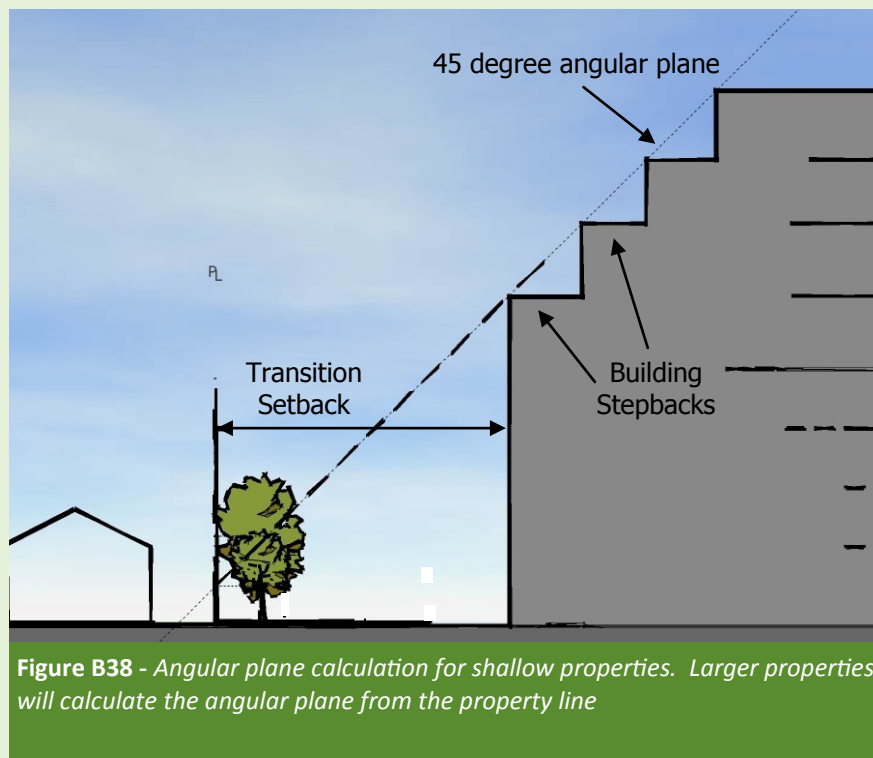 45 degree angular plane
PL
Transition
Setback
Building
Stepbacks
Figure B38 - Angular plane calculation for shallow properties.  Larger properties
will calculate the angular plane from the property line